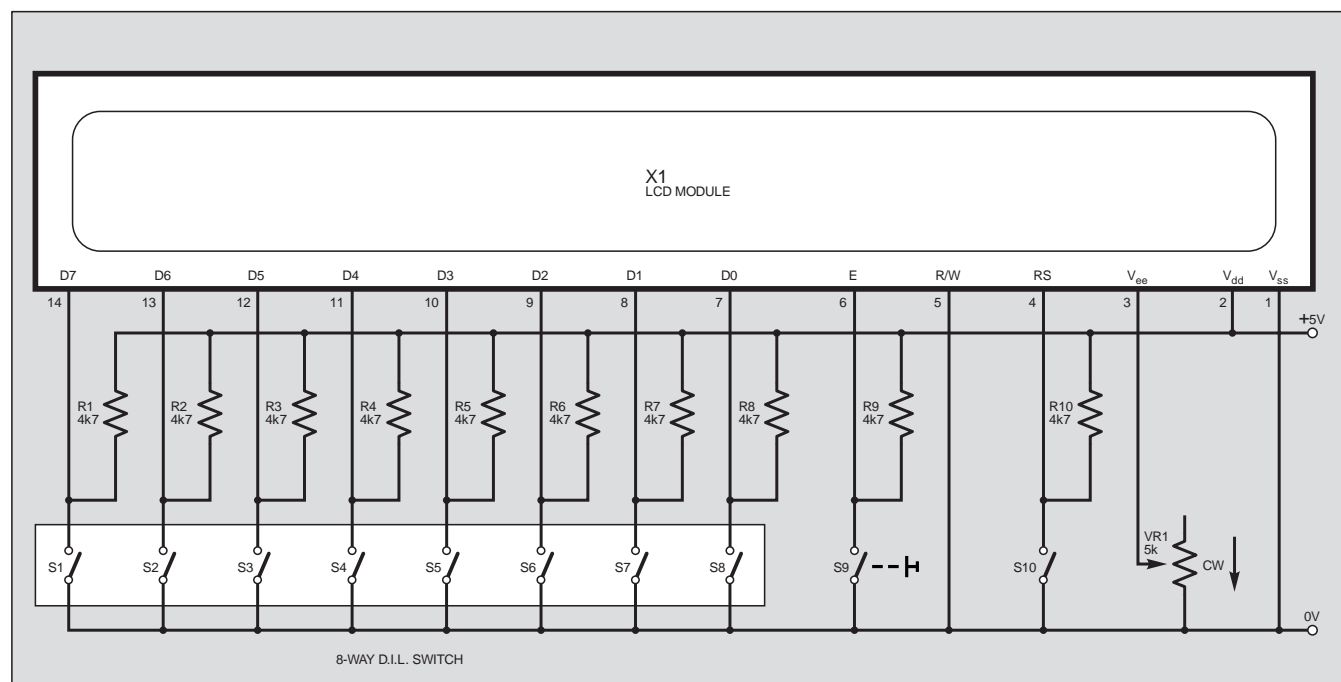 X1
LCD MODULE
D7 D6 D5 D4 D3 D2 D1 D0 E R/W RS Vee Vdd Vss
14 13 12 11 10 9 8 7 6 5 4 3 2 1
+5V
R1 R2 R3 R4 R5 R6 R7 R8 R9 R10
4k7 4k7 4k7 4k7 4k7 4k7 4k7 4k7 4k7 4k7
VR1
5k
S1 S2 S3 S4 S5 S6 S7 S8 S9 S10 CW
0V
8-WAY D.I.L. SWITCH